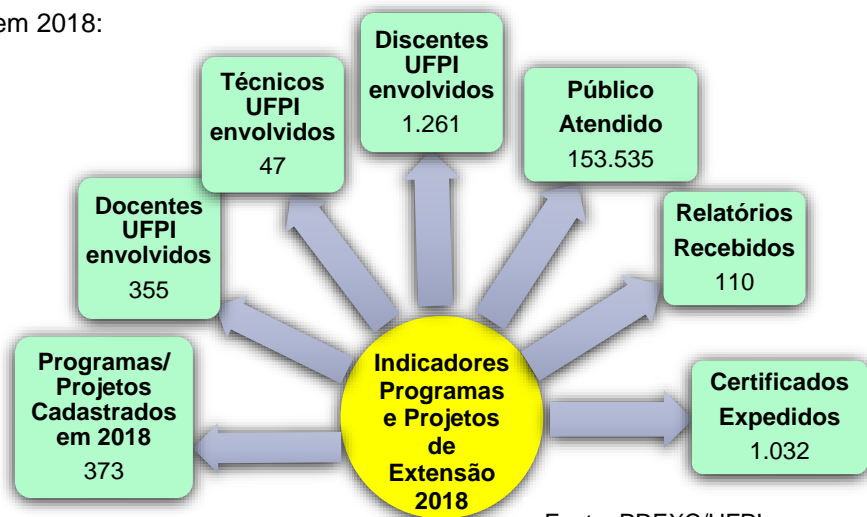 em 2018:
Discentes
UFPI
envolvidos
1.261
Técnicos
UFPI
envolvidos
47
Público
Atendido
153.535
Docentes
UFPI
envolvidos
355
Relatórios
Recebidos
110
Programas/
Projetos
Cadastrados
em 2018
373
Indicadores
Programas
e Projetos
de
Extensão
2018
Certificados
Expedidos
1.032